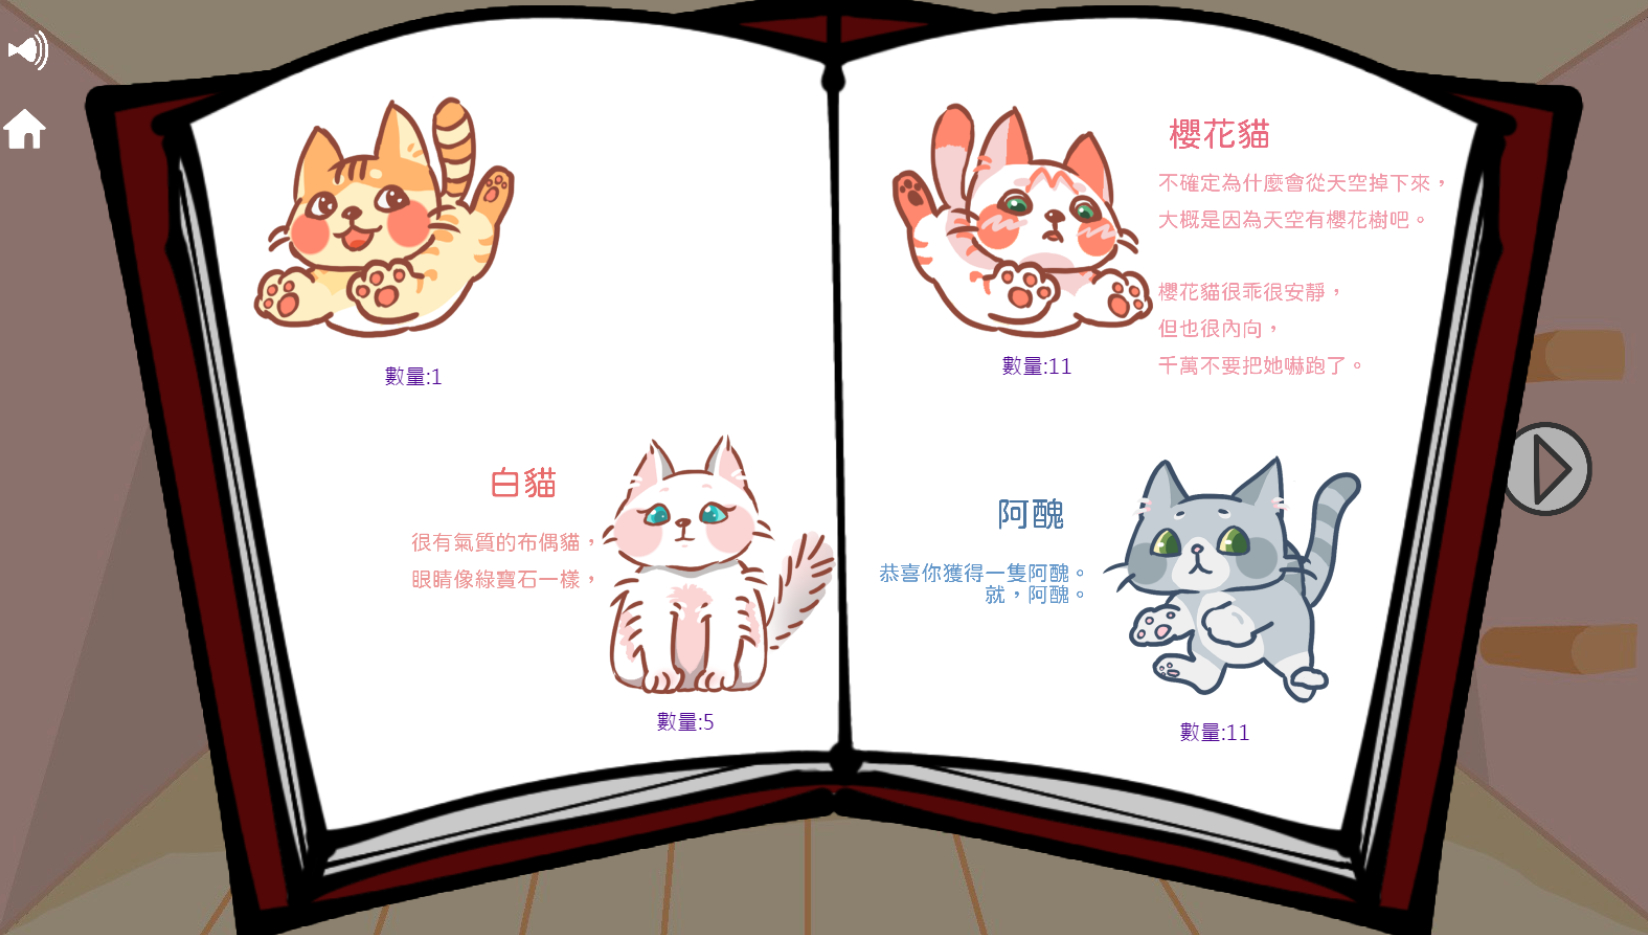 數量:1
白貓
很有氣質的布偶貓，
眼睛像綠寶石一樣，
數量:5
櫻花貓
不確定為什麼會從天空掉下來，
大概是因為天空有櫻花樹吧。
櫻花貓很乖很安靜，
但也很內向，
千萬不要把她嚇跑了。
數量:11
阿醜
恭喜你獲得一隻阿醜。
就，阿醜。
數量:11